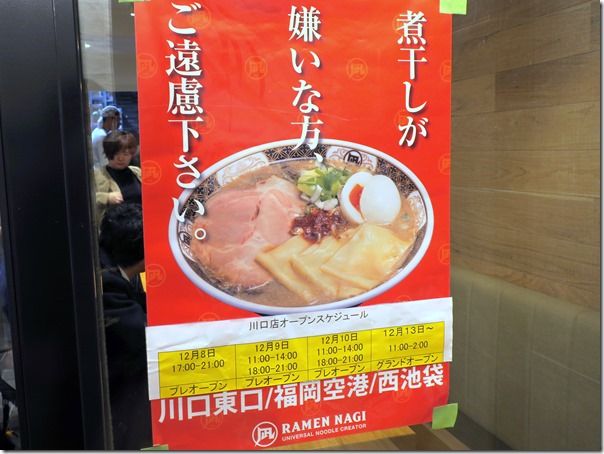 煮干しが
嫌いな方、
ご遠慮下さい。
川口店オープンスケジュール
12月8日
17:00-21:00
プレオープン
12月9日
11:00-14:00
18:00-21:00
プレオープン
12月10日
11:00-14:00
18:00-21:00
プレオープン
12月13日～
11:00-2:00
グランドオープン
川口東口/福岡空港/西池袋
凪 RAMEN NAGI
UNIVERSAL NOODLE CREATOR